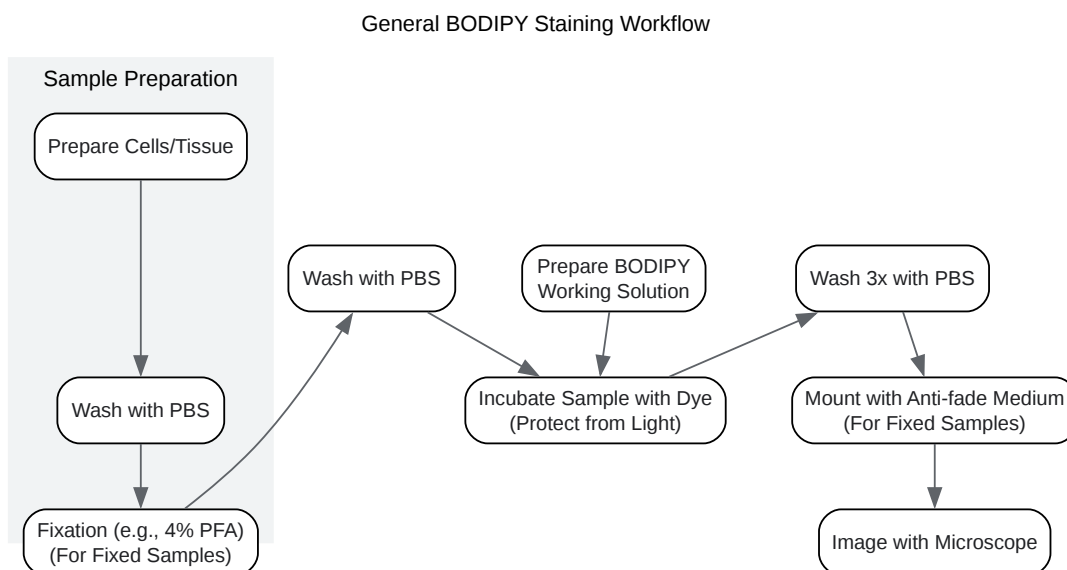 General BODIPY Staining Workflow
Sample Preparation
Prepare Cells/Tissue
Wash with PBS
Fixation (e.g., 4% PFA)
(For Fixed Samples)
Wash with PBS
Prepare BODIPY
Working Solution
Incubate Sample with Dye
(Protect from Light)
Wash 3x with PBS
Mount with Anti-fade Medium
(For Fixed Samples)
Image with Microscope